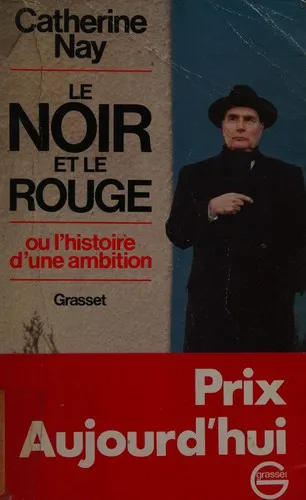 Catherine
Nay
LE
NOIR
ET LE
ROUGE
ou l'histoire
d'une ambition
Grasset
Prix
Aujourd'hui
grasset